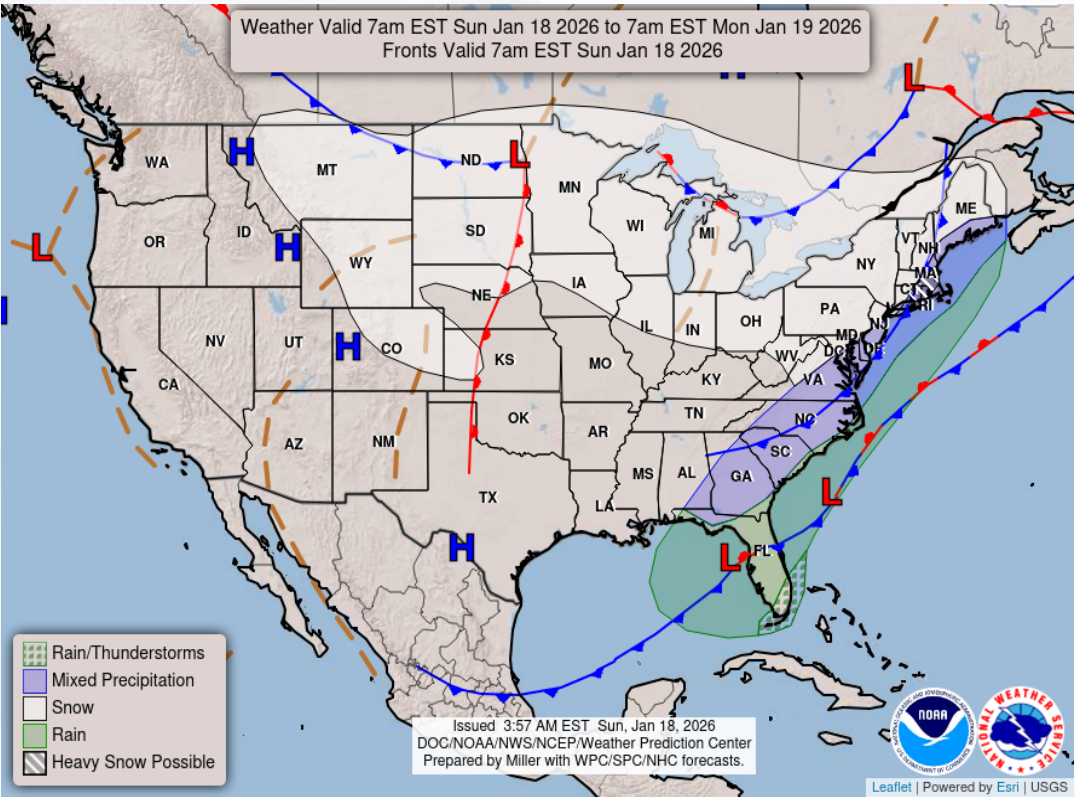 Weather Valid 7am EST Sun Jan 18 2026 to 7am EST Mon Jan 19 2026
Fronts Valid 7am EST Sun Jan 18 2026
L
H
WA
H
MT
ND
L
MN
ME
OR
ID
H
WY
SD
WI
MI
VT
NH
NY
MA
CT
RI
L
NV
UT
H
CO
NE
IA
IL
IN
OH
PA
NJ
MD
DC
DE
WV
VA
CA
KS
MO
KY
AZ
NM
OK
AR
TN
NC
SC
MS
AL
GA
TX
LA
L
H
L
FL
Rain/Thunderstorms
Mixed Precipitation
Snow
Rain
Heavy Snow Possible
Issued 3:57 AM EST Sun, Jan 18, 2026
DOC/NOAA/NWS/NCEP/Weather Prediction Center
Prepared by Miller with WPC/SPC/NHC forecasts.
NOAA
NATIONAL WEATHER SERVICE
Leaflet | Powered by Esri | USGS